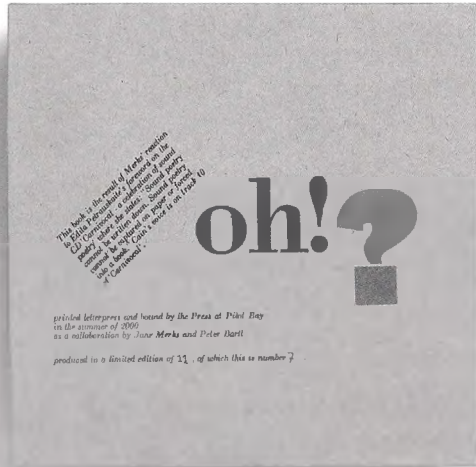 This book is the result of Merks' reaction
to Edita Petrauskaite's foreword on the
CD 'Carnivocal - a celebration of sound
poetry' where she states: "Sound poetry
cannot be written down. Sound poetry
cannot be captured on paper or forced
into a book." Cain's voice is on track 10
of 'Carnivocal'.
oh!?
printed letterpress and bound by the Press at Pilot Bay
in the summer of 2000
as a collaboration by Jane Merks and Peter Bartl
produced in a limited edition of 11, of which this is number 7